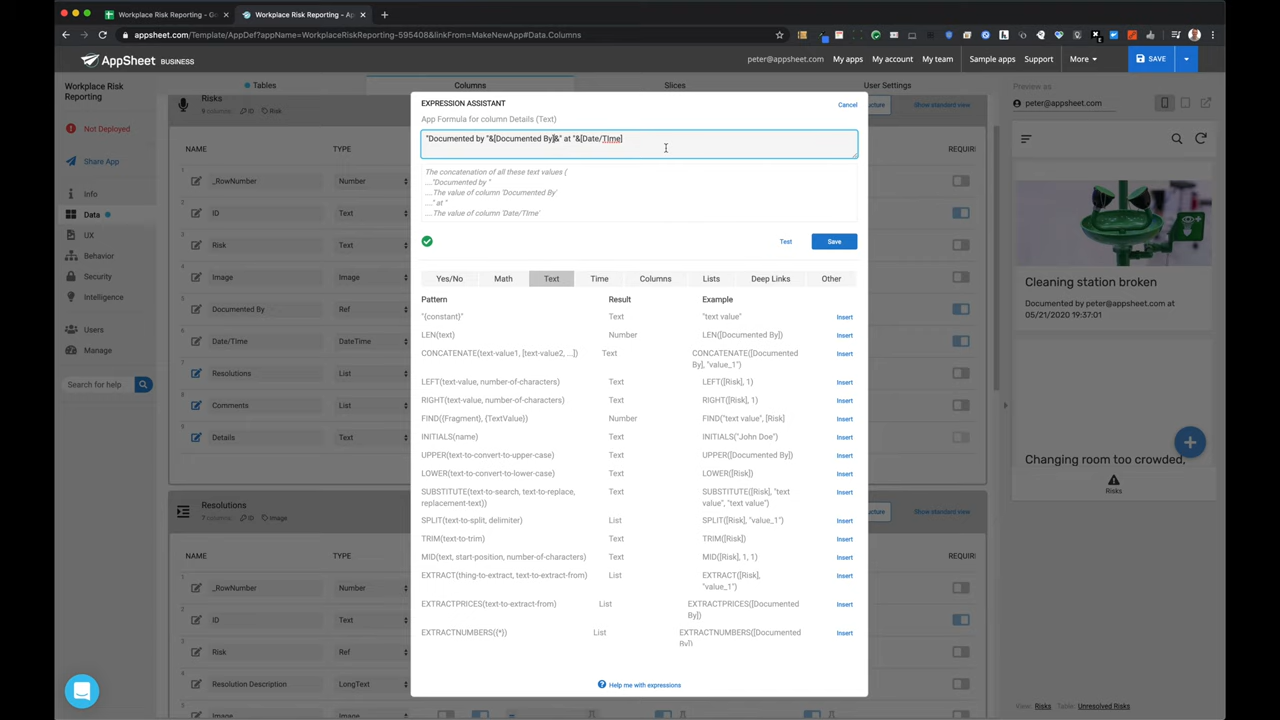 Workplace Risk Reporting - G
Workplace Risk Reporting - Ap
appsheet.com/Template/AppDef?appName=WorkplaceRiskReporting-595408&linkFrom=MakeNewApp#Data.Columns
AppSheet BUSINESS
peter@appsheet.com
My apps
My account
My team
Sample apps
Support
More
SAVE
Workplace Risk
Reporting
Not Deployed
Share App
Info
Data
UX
Behavior
Security
Intelligence
Users
Manage
Search for help
Tables
Columns
Slices
User Settings
Risks
9 columns: ID Risk
Show standard view
NAME
TYPE
REQUIRE
1
_RowNumber
Number
2
ID
Text
Risk
Text
Image
Image
Documented By
Ref
Date/TIme
DateTime
Resolutions
List
Comments
List
Details
Text
Resolutions
7 columns: ID Image
Show standard view
NAME
TYPE
REQUIRE
_RowNumber
Number
ID
Text
Risk
Ref
Resolution Description
LongText
Image
Image
EXPRESSION ASSISTANT
Cancel
App Formula for column Details (Text)
"Documented by "&[Documented By]&" at "&[Date/TIme]
The concatenation of all these text values (
...."Documented by "
....The value of column 'Documented By'
...." at "
....The value of column 'Date/TIme'
Test
Save
Yes/No
Math
Text
Time
Columns
Lists
Deep Links
Other
Pattern Result Example
"{constant}" Text "text value" Insert
LEN(text) Number LEN([Documented By]) Insert
CONCATENATE(text-value1, [text-value2, ...]) Text CONCATENATE([Documented Insert
By], "value_1")
LEFT(text-value, number-of-characters) Text LEFT([Risk], 1) Insert
RIGHT(text-value, number-of-characters) Text RIGHT([Risk], 1) Insert
FIND({Fragment}, {TextValue}) Number FIND("text value", [Risk] Insert
INITIALS(name) Text INITIALS("John Doe") Insert
UPPER(text-to-convert-to-upper-case) Text UPPER([Documented By]) Insert
LOWER(text-to-convert-to-lower-case) Text LOWER([Risk]) Insert
SUBSTITUTE(text-to-search, text-to-replace, Text SUBSTITUTE([Risk], "text Insert
replacement-text)) value", "text value")
SPLIT(text-to-split, delimiter) List SPLIT([Risk], "value_1") Insert
TRIM(text-to-trim) Text TRIM([Risk]) Insert
MID(text, start-position, number-of-characters) Text MID([Risk], 1, 1) Insert
EXTRACT(thing-to-extract, text-to-extract-from) List EXTRACT([Risk], Insert
"value_1")
EXTRACTPRICES(text-to-extract-from) List EXTRACTPRICES([Documented Insert
By])
EXTRACTNUMBERS({*}) List EXTRACTNUMBERS([Documented Insert
By])
Help me with expressions
Preview as
peter@appsheet.com
Cleaning station broken
Documented by peter@appsheet.com at
05/21/2020 19:37:01
Changing room too crowded,
Risks
View: Risks Table: Unresolved Risks